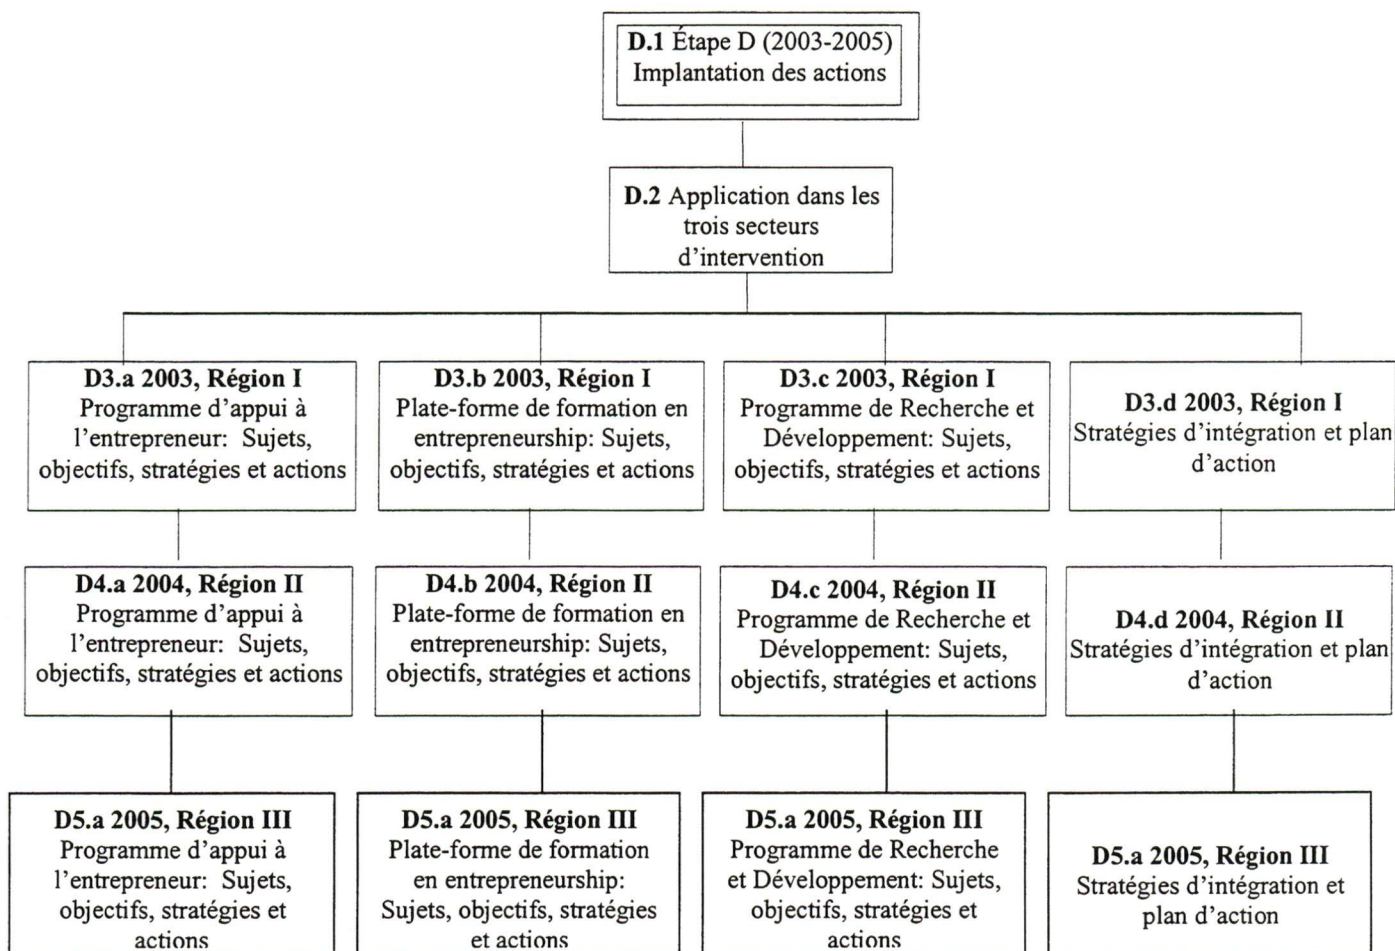 D.1 Étape D (2003-2005)
Implantation des actions
D.2 Application dans les
trois secteurs
d’intervention
D3.a 2003, Région I
Programme d’appui à
l’entrepreneur: Sujets,
objectifs, stratégies et actions
D3.b 2003, Région I
Plate-forme de formation en
entrepreneurship: Sujets,
objectifs, stratégies et actions
D3.c 2003, Région I
Programme de Recherche et
Développement: Sujets,
objectifs, stratégies et actions
D3.d 2003, Région I
Stratégies d’intégration et plan
d’action
D4.a 2004, Région II
Programme d’appui à
l’entrepreneur: Sujets,
objectifs, stratégies et actions
D4.b 2004, Région II
Plate-forme de formation en
entrepreneurship: Sujets,
objectifs, stratégies et actions
D4.c 2004, Région II
Programme de Recherche et
Développement: Sujets,
objectifs, stratégies et actions
D4.d 2004, Région II
Stratégies d’intégration et plan
d’action
D5.a 2005, Région III
Programme d’appui à
l’entrepreneur: Sujets,
objectifs, stratégies et
actions
D5.a 2005, Région III
Plate-forme de formation
en entrepreneurship:
Sujets, objectifs, stratégies
et actions
D5.a 2005, Région III
Programme de Recherche
et Développement: Sujets,
objectifs, stratégies et
actions
D5.a 2005, Région III
Stratégies d’intégration et
plan d’action